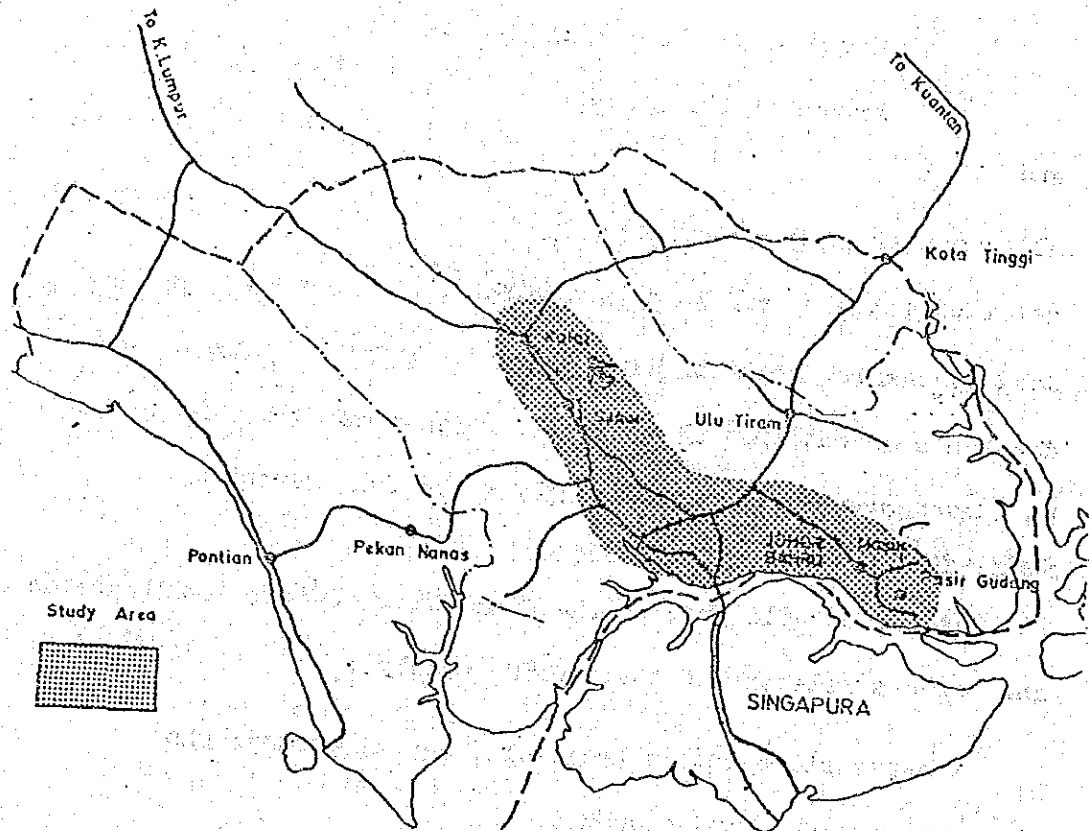 To K.Lumpur
To Kuantan
Kota Tinggi
Ulu Tiram
Pontian
Pekan Nanas
Pasir Gudang
Study Area
SINGAPURA